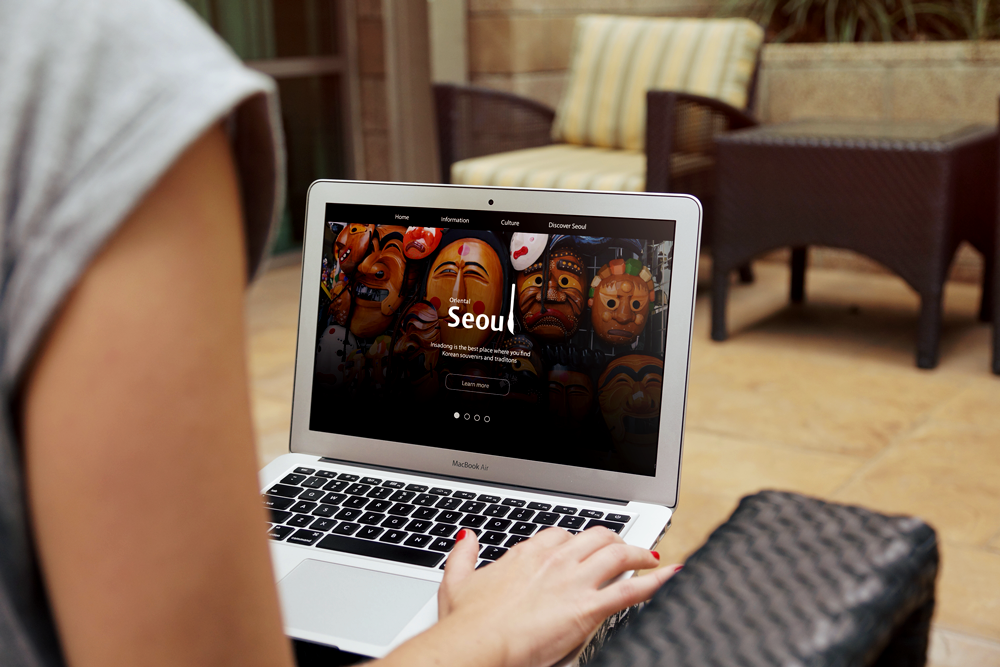 Home Information Culture Discover Seoul
Oriental
Seoul
Insadong is the best place where you find
Korean souvenirs and traditons
Learn more
MacBook Air